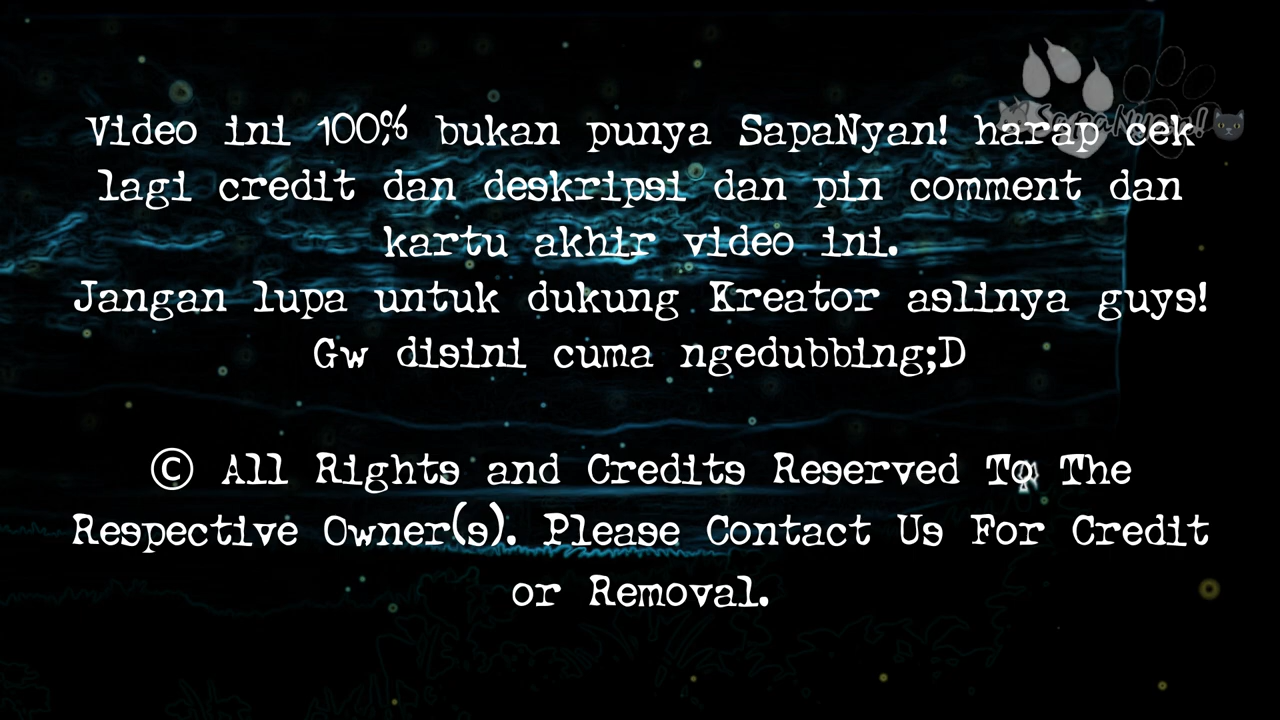 SapaNyan!
Video ini 100% bukan punya SapaNyan! harap cek
lagi credit dan deskripsi dan pin comment dan
kartu akhir video ini.
Jangan lupa untuk dukung Kreator aslinya guys!
Gw disini cuma ngedubbing;D
© All Rights and Credits Reserved To The
Respective Owner(s). Please Contact Us For Credit
or Removal.